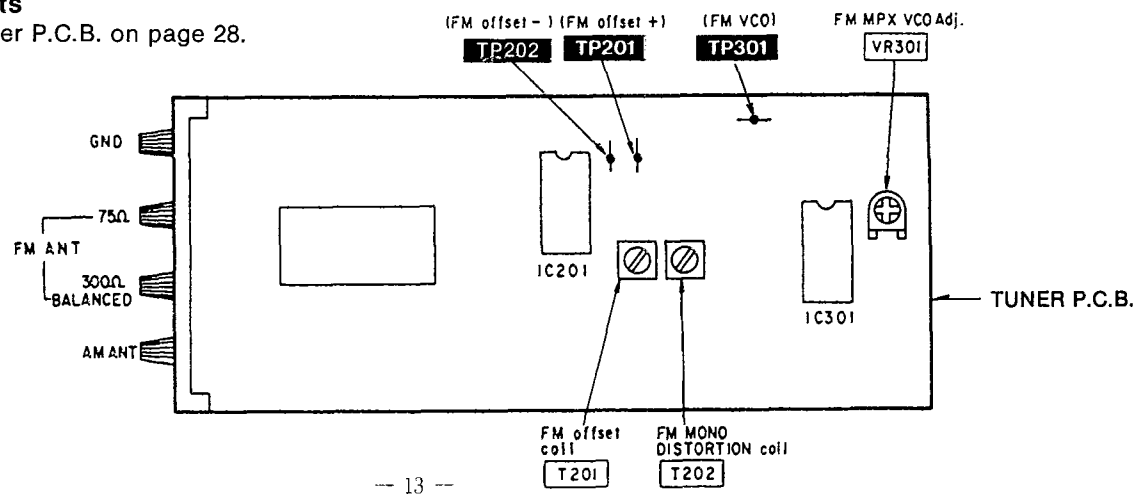 ts
er P.C.B. on page 28.
(FM offset -) (FM offset +) (FM VCO) FM MPX VCO Adj.
TP202 TP201 TP301 VR301
GND
75Ω
FM ANT
300Ω
BALANCED
AM ANT
IC201
IC301
TUNER P.C.B.
FM offset
coil
T201
FM MONO
DISTORTION coil
T202
— 13 —